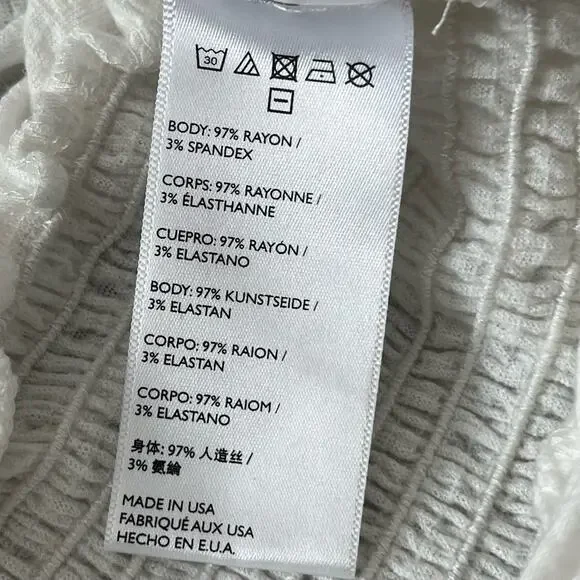 30
BODY: 97% RAYON /
3% SPANDEX
CORPS: 97% RAYONNE /
3% ÉLASTHANNE
CUEPRO: 97% RAYÓN /
3% ELASTANO
BODY: 97% KUNSTSEIDE /
3% ELASTAN
CORPO: 97% RAION /
3% ELASTAN
CORPO: 97% RAIOM /
3% ELASTANO
身体: 97% 人造丝 /
3% 氨綸
MADE IN USA
FABRIQUÉ AUX USA
HECHO EN E.U.A.